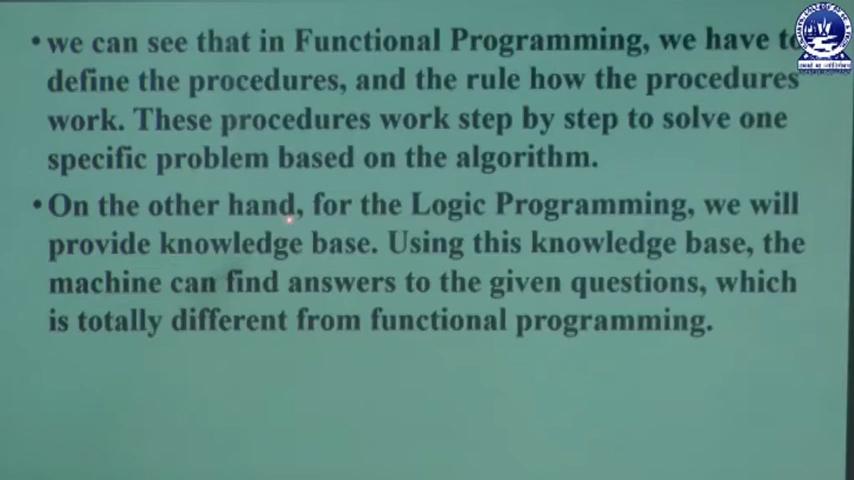 • we can see that in Functional Programming, we have to
define the procedures, and the rule how the procedures
work. These procedures work step by step to solve one
specific problem based on the algorithm.
• On the other hand, for the Logic Programming, we will
provide knowledge base. Using this knowledge base, the
machine can find answers to the given questions, which
is totally different from functional programming.